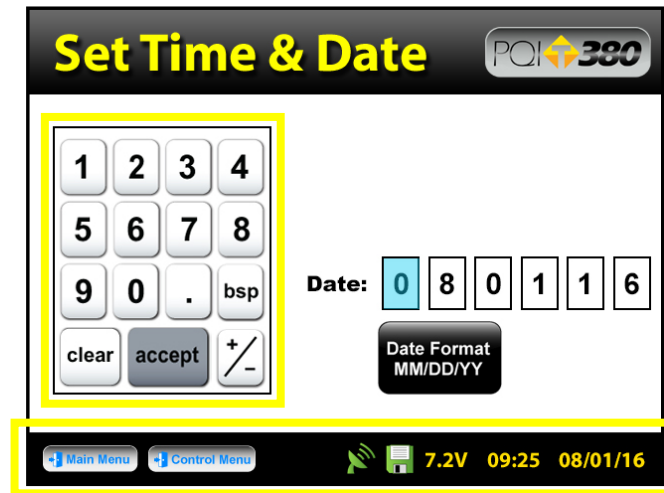 Set Time & Date
PQI T 380
1 2 3 4
5 6 7 8
9 0 . bsp
clear accept +/-
Date: 0 8 0 1 1 6
Date Format
MM/DD/YY
Main Menu Control Menu 7.2V 09:25 08/01/16